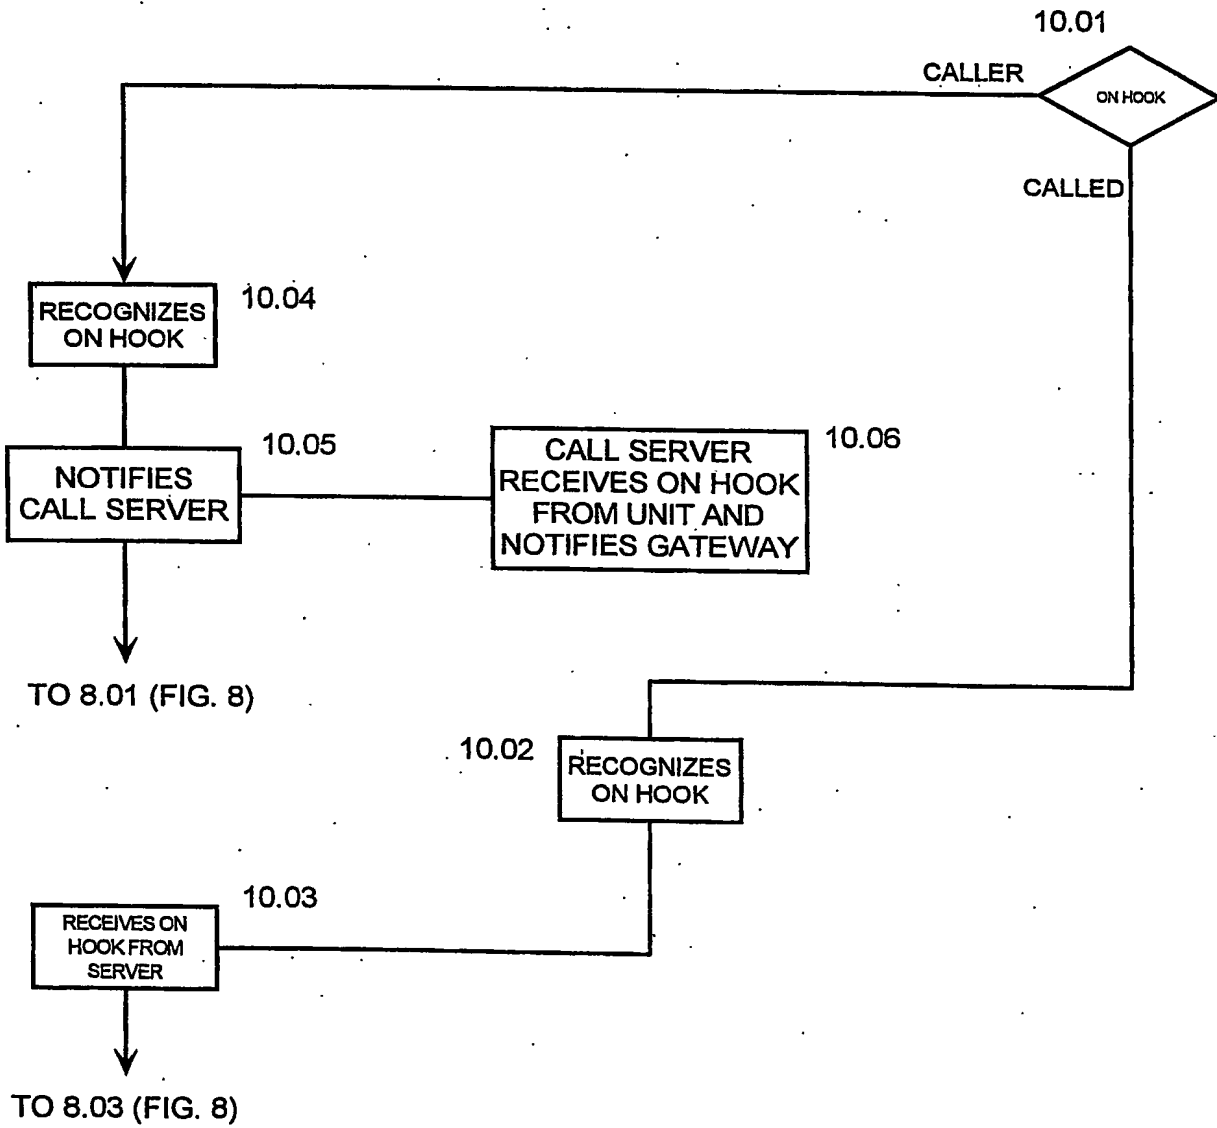 10.01
CALLER
ON HOOK
CALLED
RECOGNIZES
ON HOOK
10.04
NOTIFIES
CALL SERVER
10.05
CALL SERVER
RECEIVES ON HOOK
FROM UNIT AND
NOTIFIES GATEWAY
10.06
TO 8.01 (FIG. 8)
10.02
RECOGNIZES
ON HOOK
10.03
RECEIVES ON
HOOK FROM
SERVER
TO 8.03 (FIG. 8)